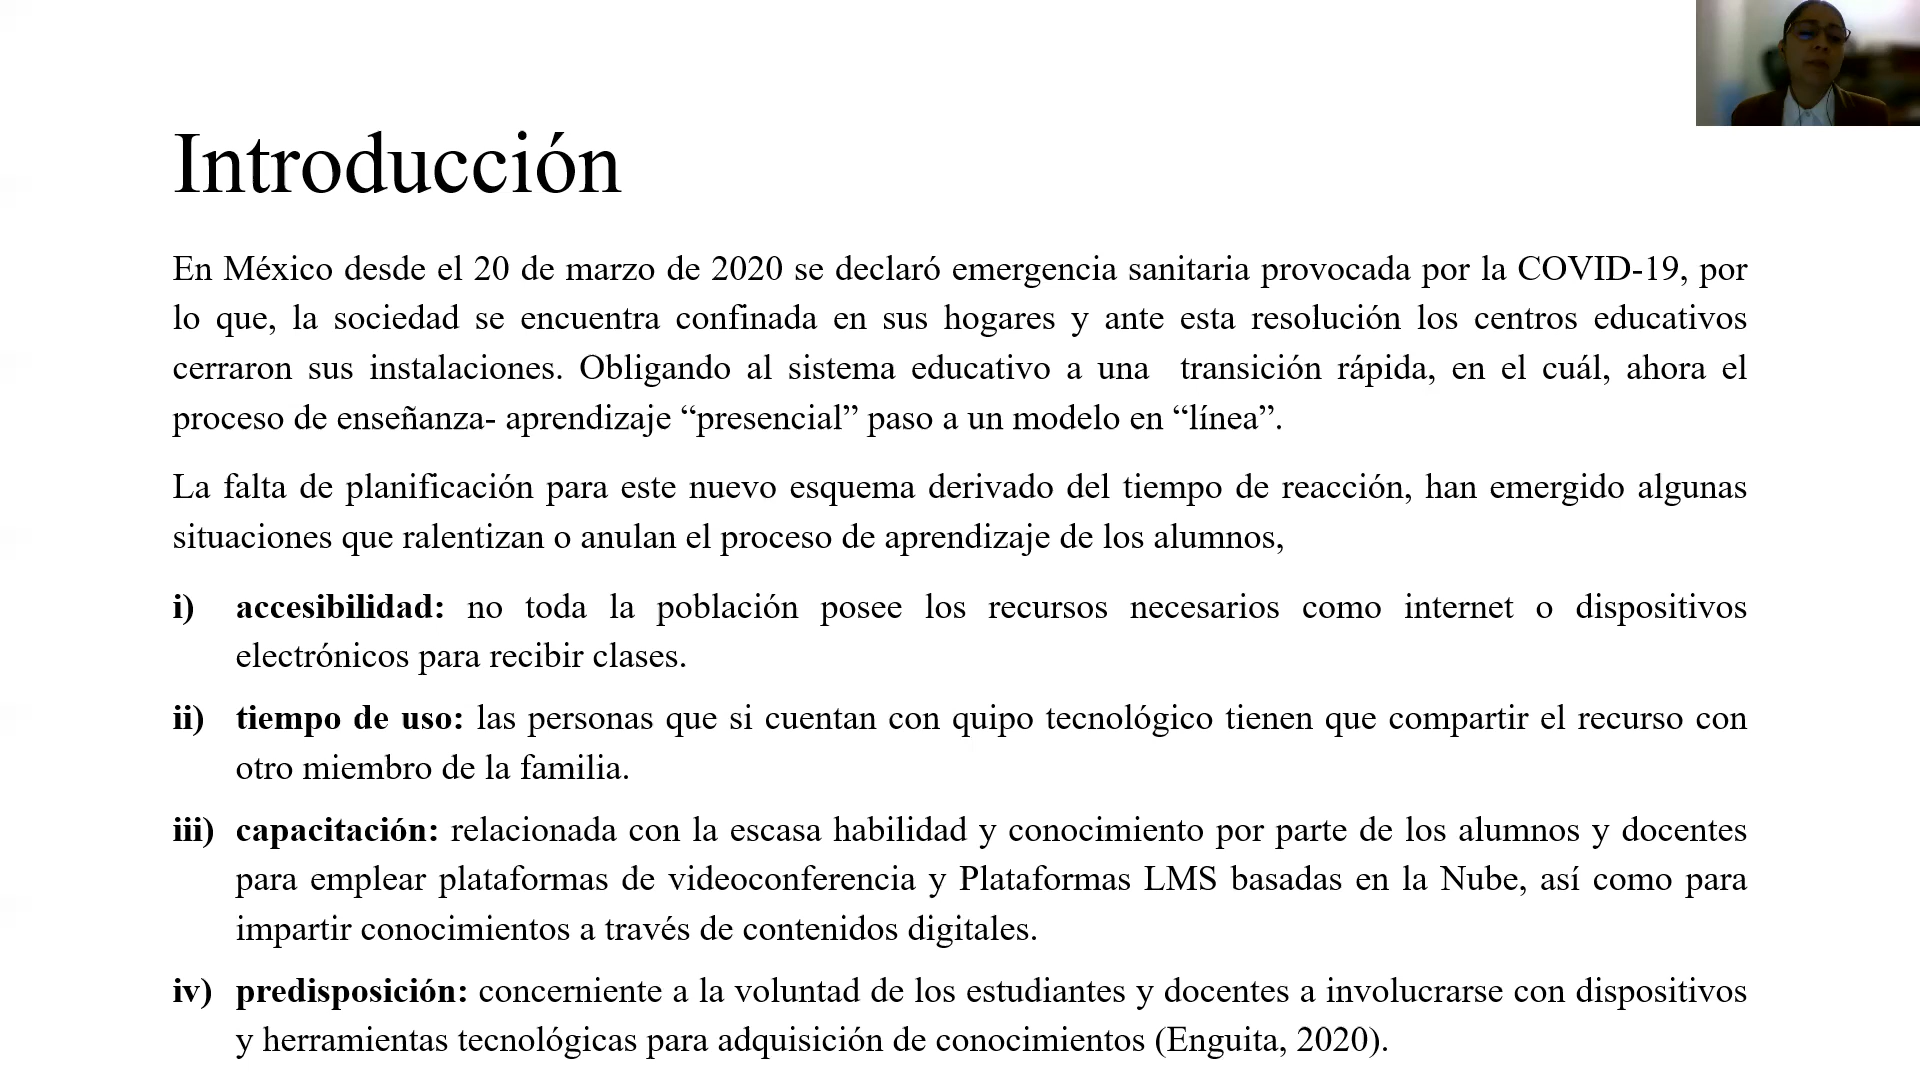 Introducción
En México desde el 20 de marzo de 2020 se declaró emergencia sanitaria provocada por la COVID-19, por
lo que, la sociedad se encuentra confinada en sus hogares y ante esta resolución los centros educativos
cerraron sus instalaciones. Obligando al sistema educativo a una transición rápida, en el cuál, ahora el
proceso de enseñanza- aprendizaje “presencial” paso a un modelo en “línea”.
La falta de planificación para este nuevo esquema derivado del tiempo de reacción, han emergido algunas
situaciones que ralentizan o anulan el proceso de aprendizaje de los alumnos,
i) accesibilidad: no toda la población posee los recursos necesarios como internet o dispositivos
electrónicos para recibir clases.
ii) tiempo de uso: las personas que si cuentan con quipo tecnológico tienen que compartir el recurso con
otro miembro de la familia.
iii) capacitación: relacionada con la escasa habilidad y conocimiento por parte de los alumnos y docentes
para emplear plataformas de videoconferencia y Plataformas LMS basadas en la Nube, así como para
impartir conocimientos a través de contenidos digitales.
iv) predisposición: concerniente a la voluntad de los estudiantes y docentes a involucrarse con dispositivos
y herramientas tecnológicas para adquisición de conocimientos (Enguita, 2020).